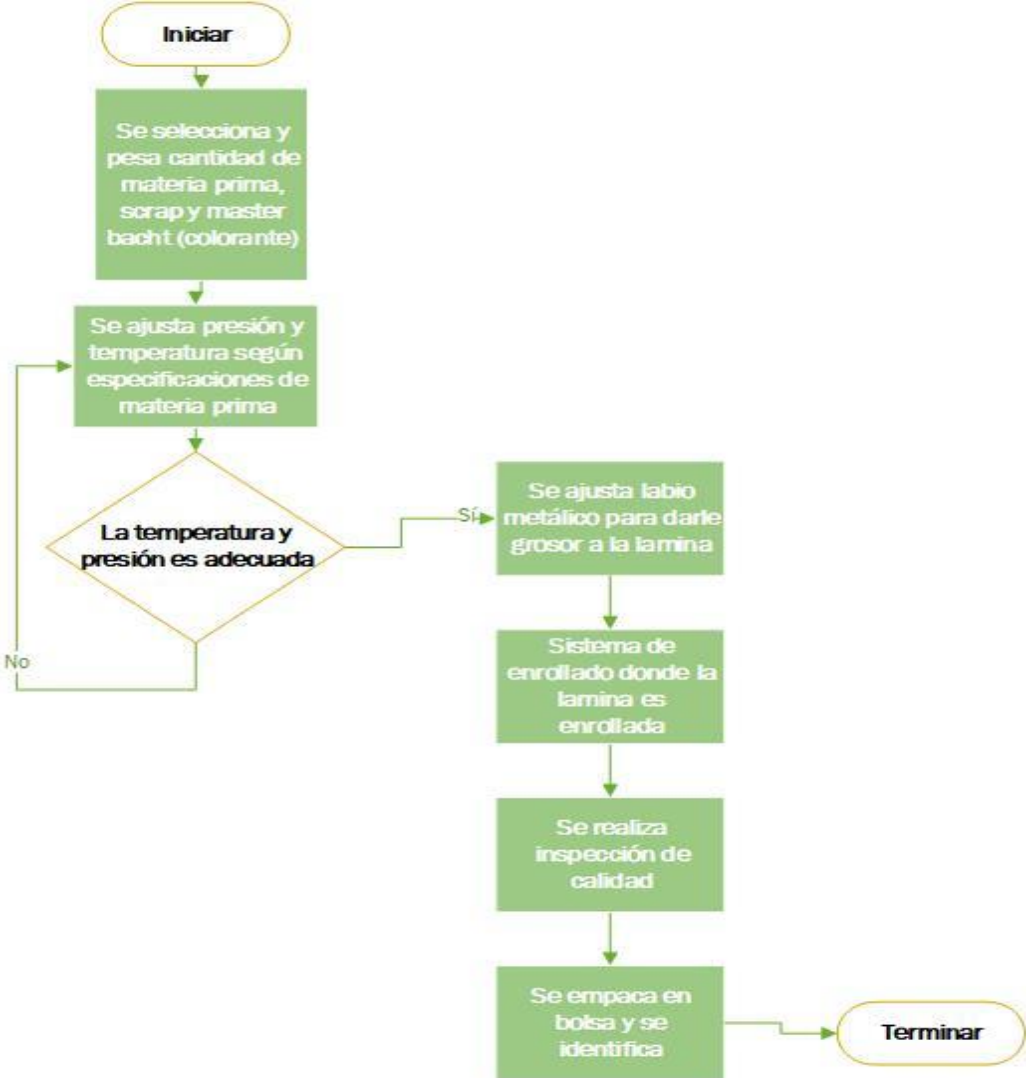 Iniciar
Se selecciona y
pesa cantidad de
materia prima,
scrap y master
bacht (colorante)
Se ajusta presión y
temperatura según
especificaciones de
materia prima
La temperatura y
presión es adecuada
No
Sí
Se ajusta labio
metálico para darle
grosor a la lamina
Sistema de
enrollado donde la
lamina es
enrollada
Se realiza
inspección de
calidad
Se empaca en
bolsa y se
identifica
Terminar